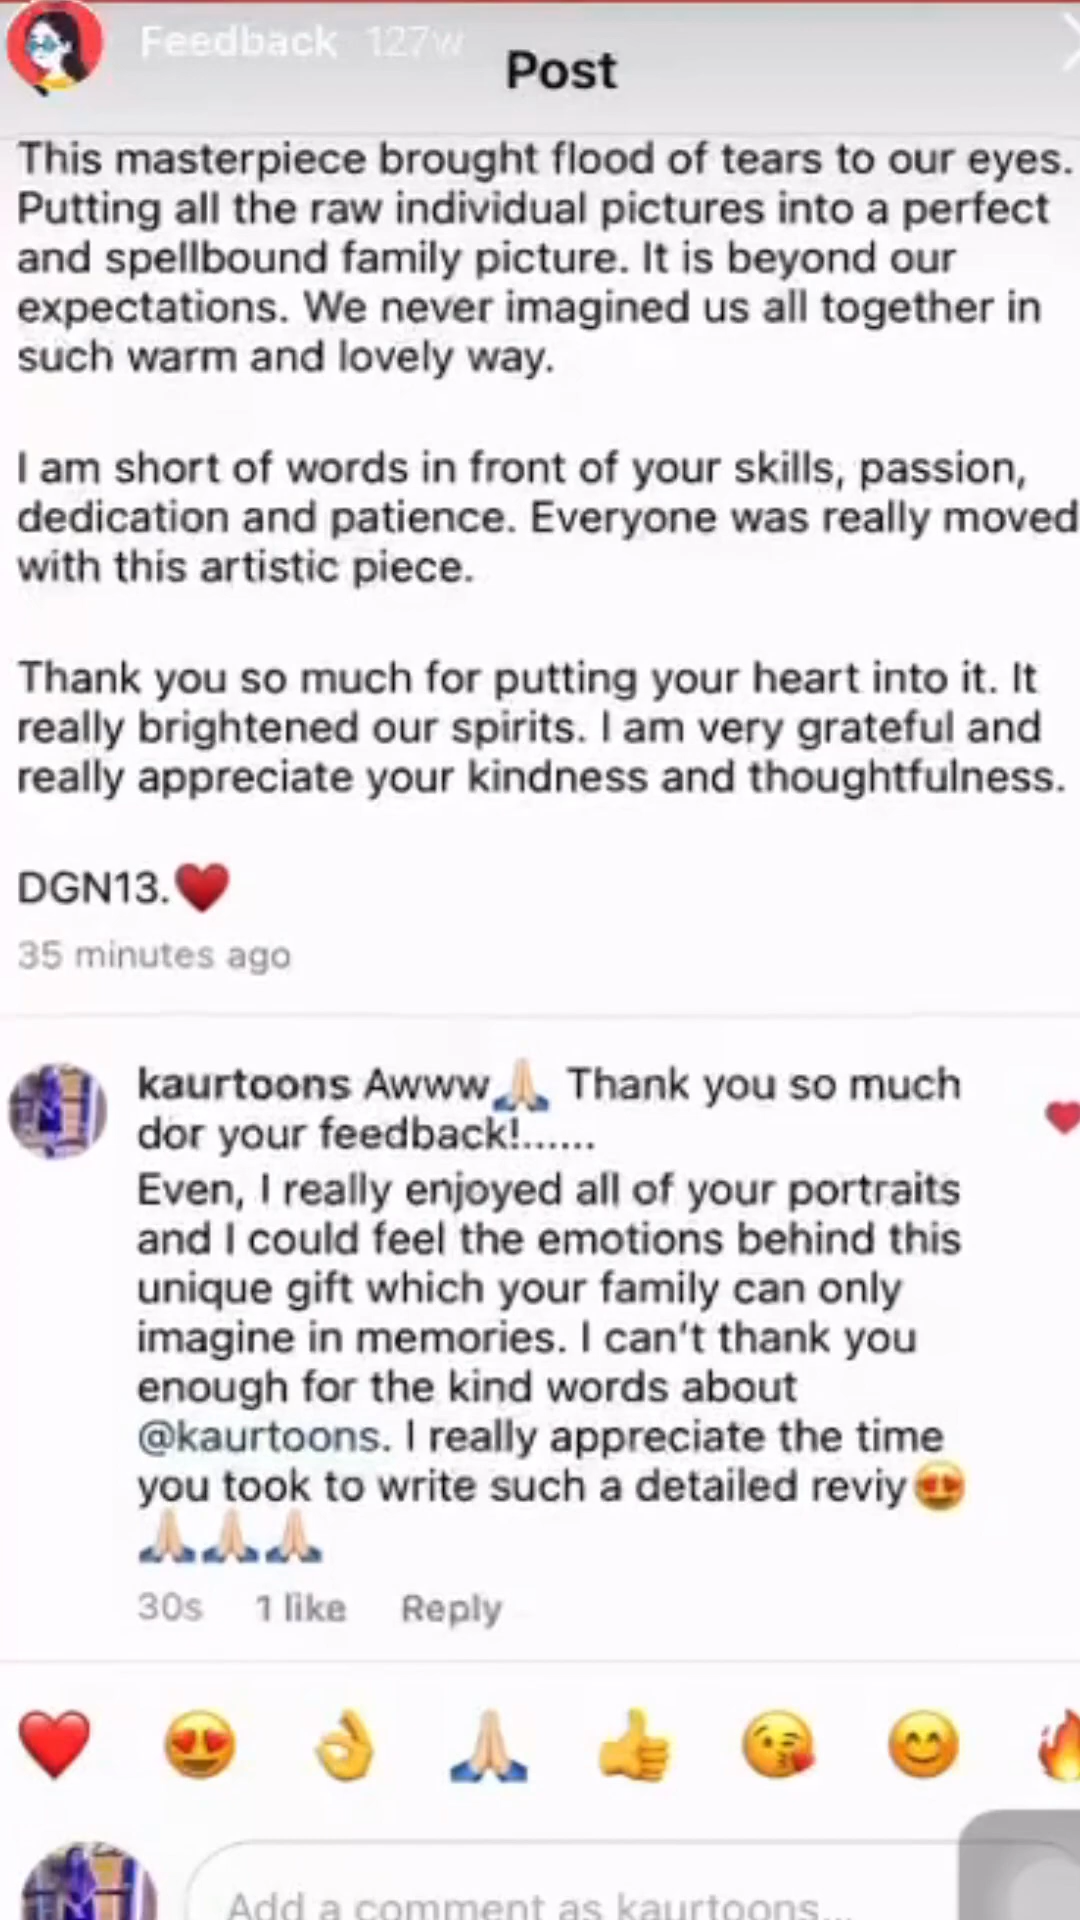 Feedback 127w
Post
This masterpiece brought flood of tears to our eyes.
Putting all the raw individual pictures into a perfect
and spellbound family picture. It is beyond our
expectations. We never imagined us all together in
such warm and lovely way.
I am short of words in front of your skills, passion,
dedication and patience. Everyone was really moved
with this artistic piece.
Thank you so much for putting your heart into it. It
really brightened our spirits. I am very grateful and
really appreciate your kindness and thoughtfulness.
DGN13.❤️
35 minutes ago
kaurtoons Awww🙏🏻 Thank you so much
dor your feedback!......
Even, I really enjoyed all of your portraits
and I could feel the emotions behind this
unique gift which your family can only
imagine in memories. I can't thank you
enough for the kind words about
@kaurtoons. I really appreciate the time
you took to write such a detailed reviy😍
🙏🏻🙏🏻🙏🏻
30s 1 like Reply
❤️ 😍 👌 🙏🏻 👍 😘 😊 🔥
Add a comment as kaurtoons...